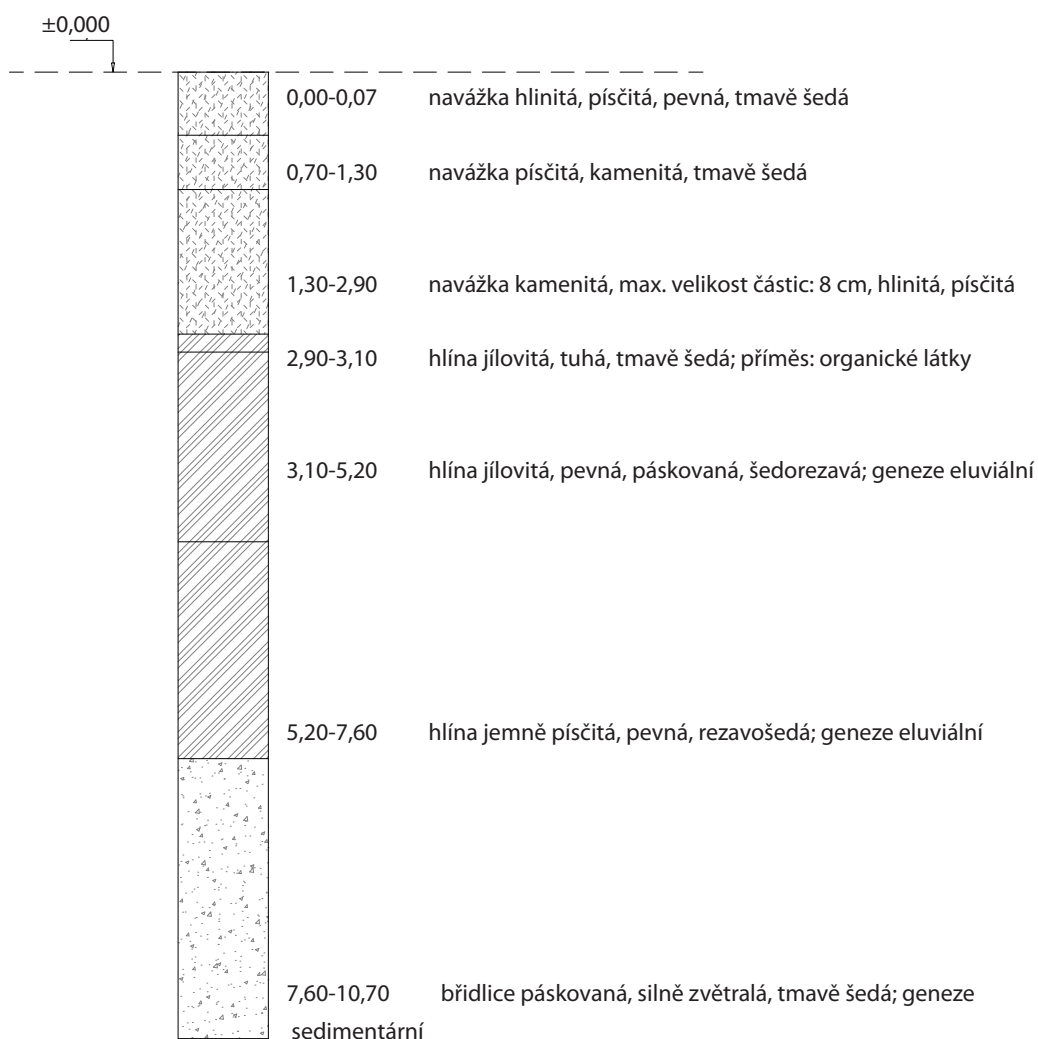 ±0,000
0,00-0,07 navážka hlinitá, písčitá, pevná, tmavě šedá
0,70-1,30 navážka písčitá, kamenitá, tmavě šedá
1,30-2,90 navážka kamenitá, max. velikost částic: 8 cm, hlinitá, písčitá
2,90-3,10 hlína jílovitá, tuhá, tmavě šedá; příměs: organické látky
3,10-5,20 hlína jílovitá, pevná, páskovaná, šedorezavá; geneze eluviální
5,20-7,60 hlína jemně písčitá, pevná, rezavošedá; geneze eluviální
7,60-10,70 břidlice páskovaná, silně zvětralá, tmavě šedá; geneze
sedimentární